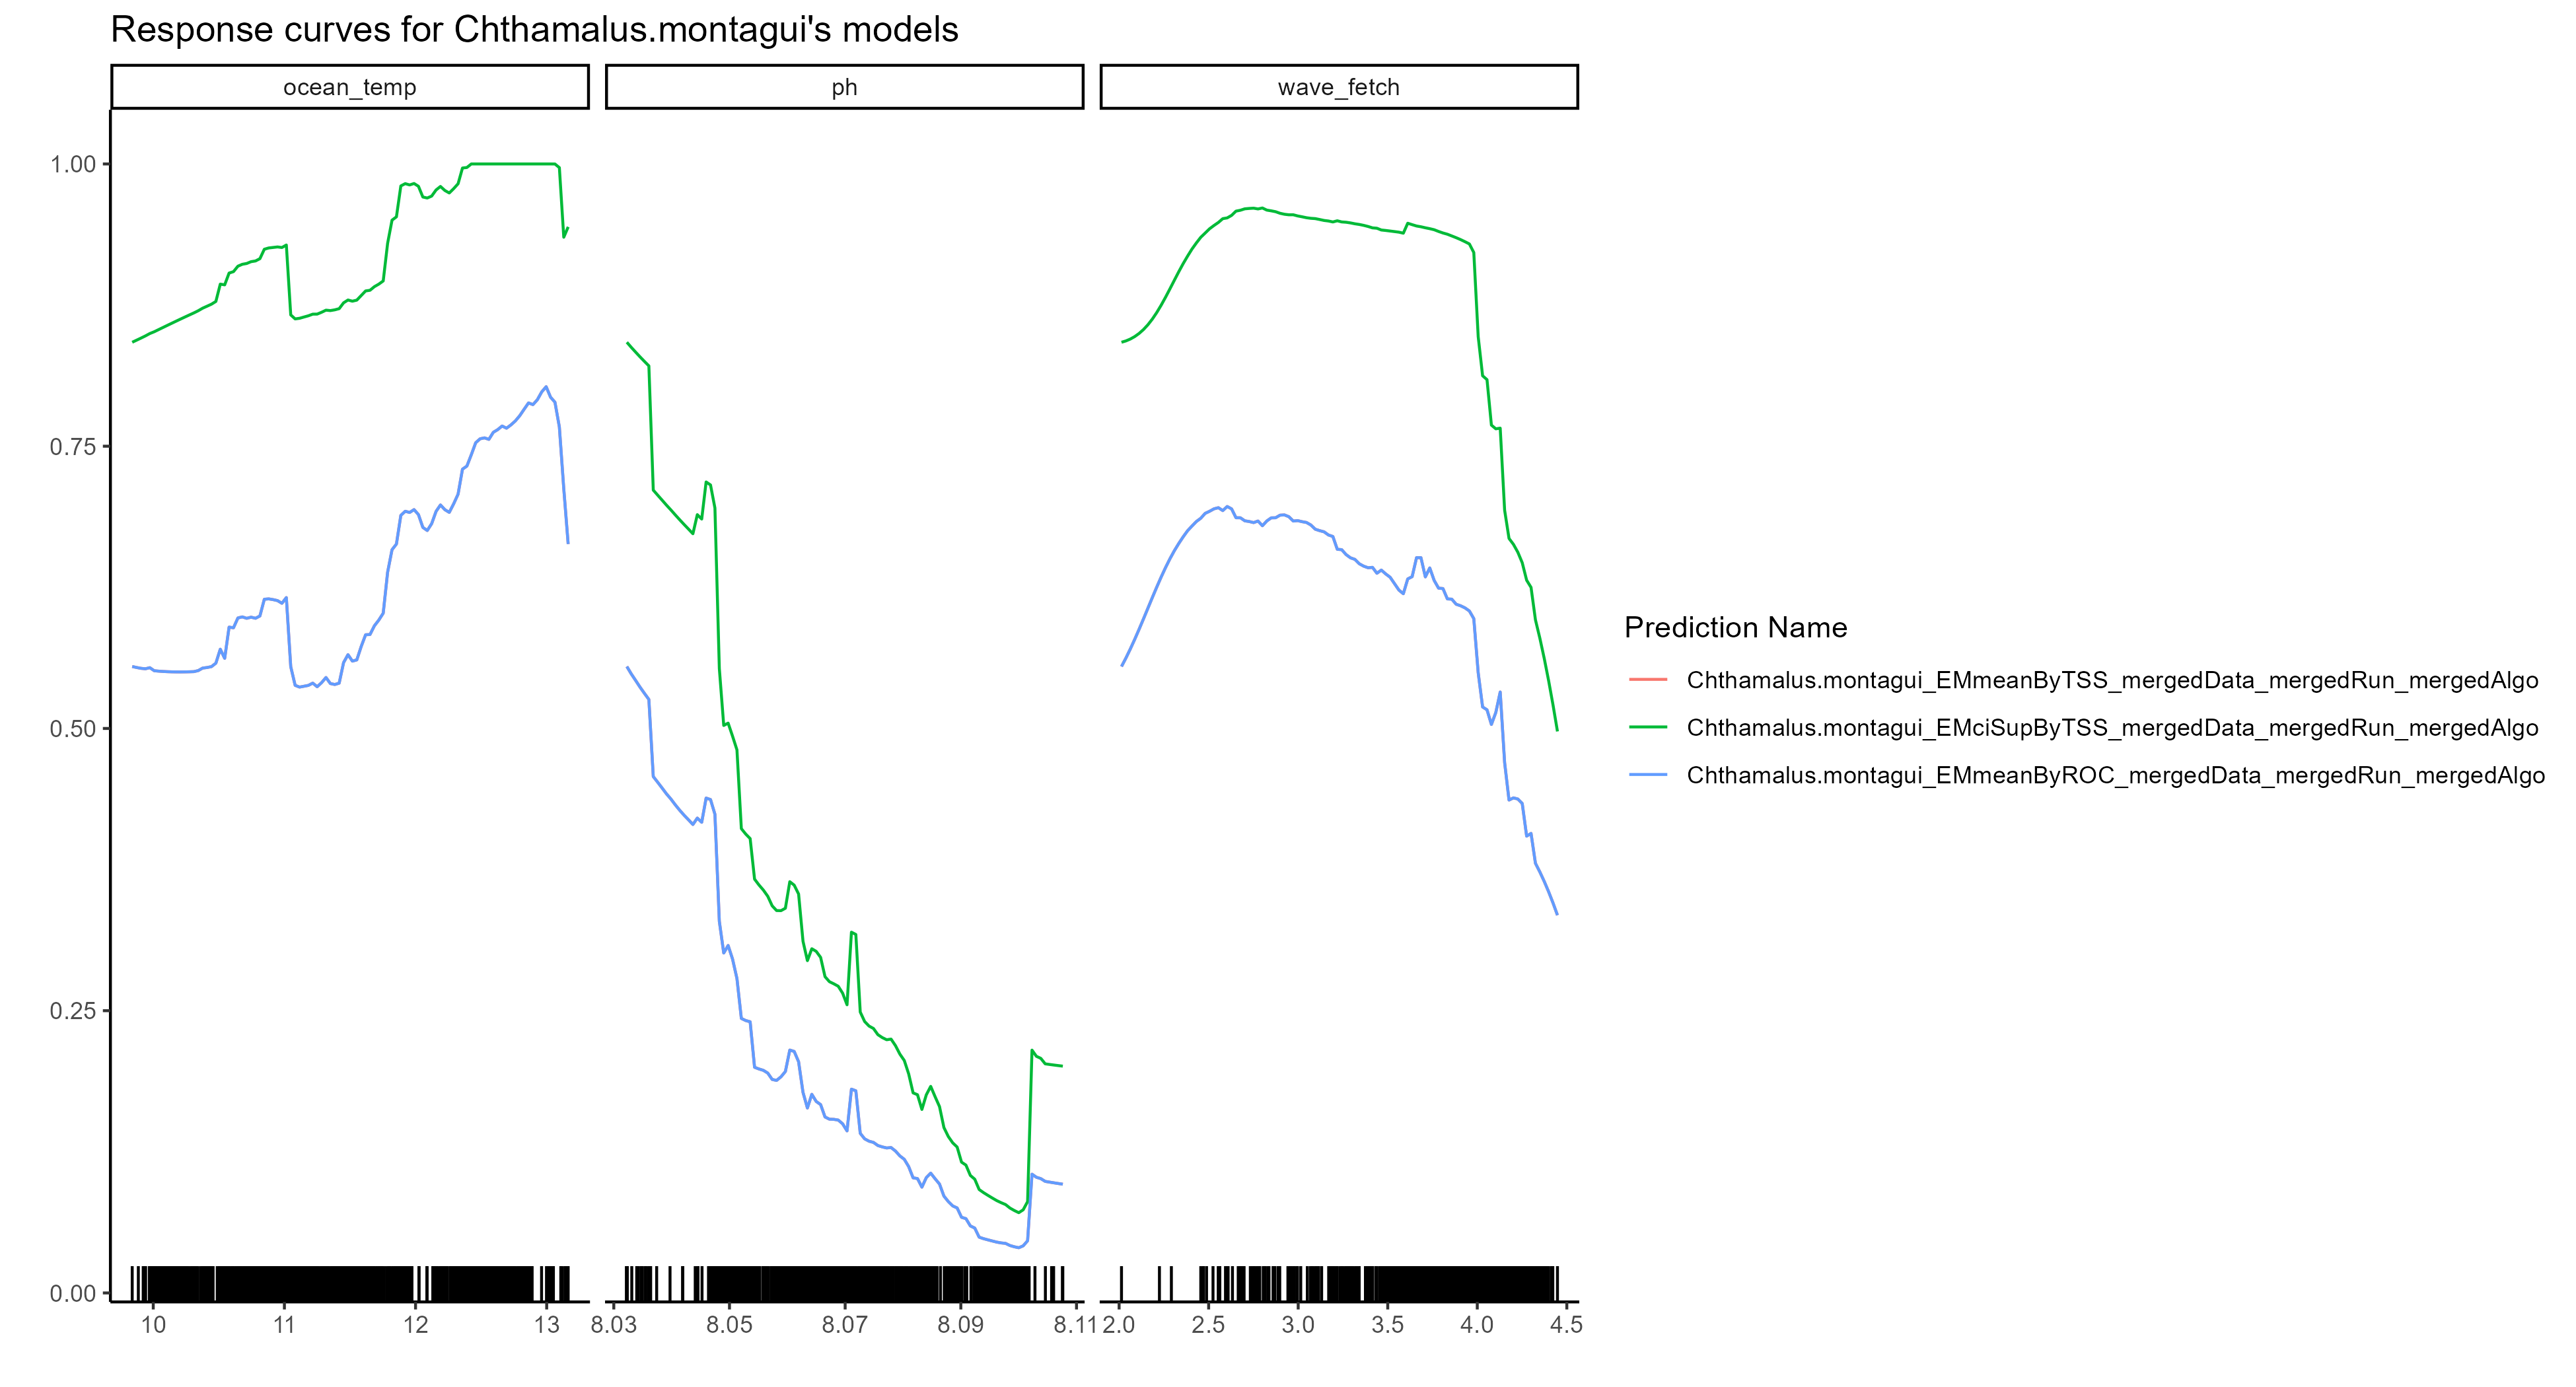 Response curves for Chthamalus.montagui's models
ocean_temp ph wave_fetch
1.00
0.75
0.50
0.25
0.00
10 11 12 13 8.03 8.05 8.07 8.09 8.11 2.0 2.5 3.0 3.5 4.0 4.5
Prediction Name
Chthamalus.montagui_EMmeanByTSS_mergedData_mergedRun_mergedAlgo
Chthamalus.montagui_EMciSupByTSS_mergedData_mergedRun_mergedAlgo
Chthamalus.montagui_EMmeanByROC_mergedData_mergedRun_mergedAlgo